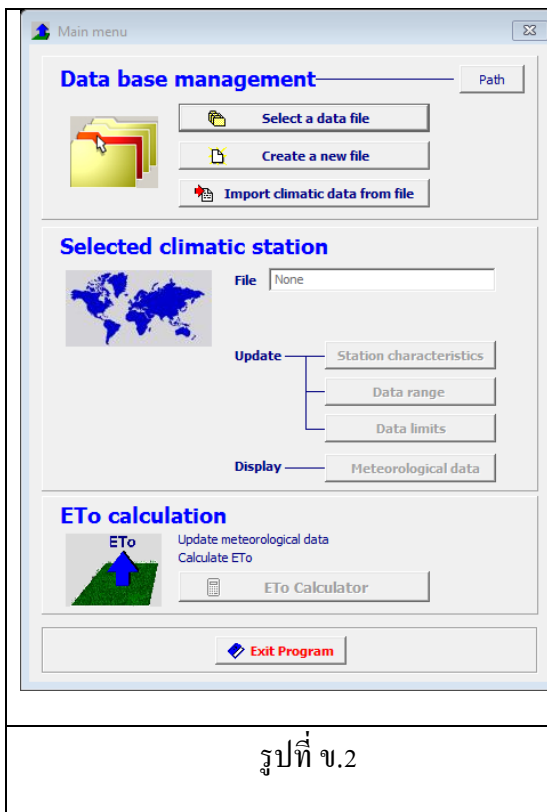 Main menu
Data base management
Path
Select a data file
Create a new file
Import climatic data from file
Selected climatic station
File None
Update Station characteristics
Data range
Data limits
Display Meteorological data
ETo calculation
ETo
Update meteorological data
Calculate ETo
ETo Calculator
Exit Program
รูปที่ ข.2